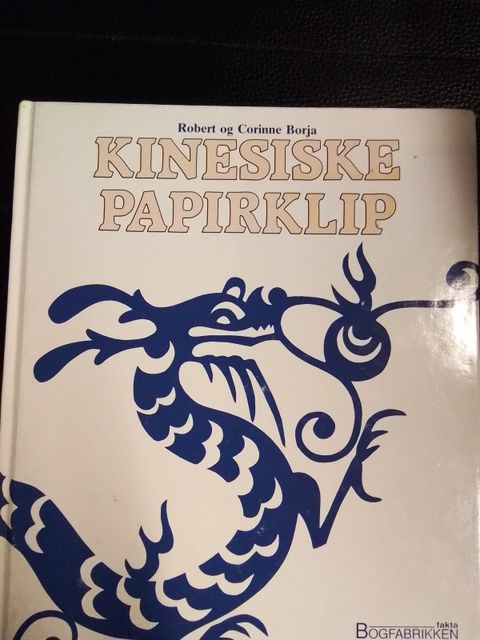 Robert og Corinne Borja
KINESISKE
PAPIRKLIP
fakta
BOGFABRIKKEN